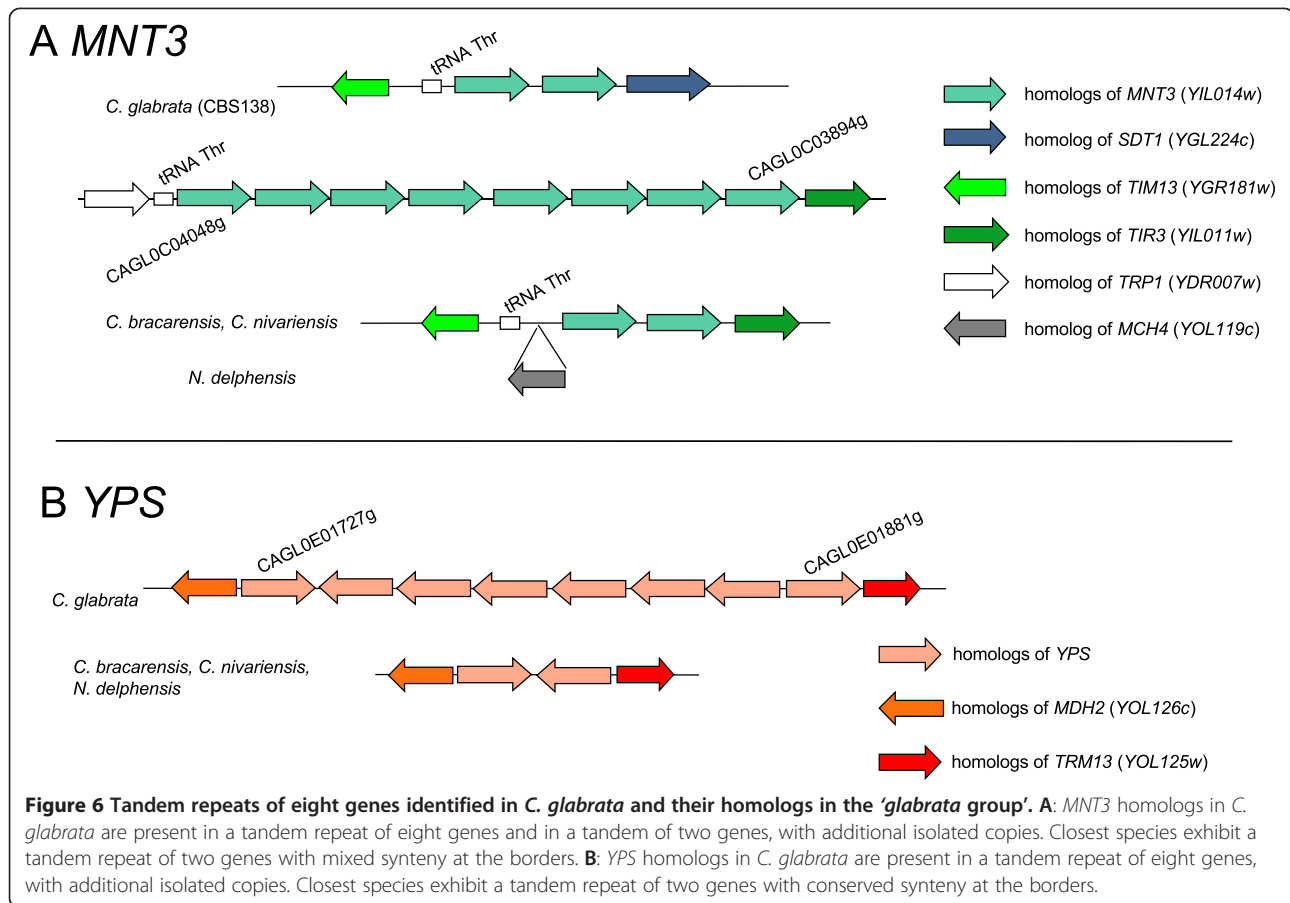 A MNT3
tRNA Thr
C. glabrata (CBS138)
CAGL0C03894g
tRNA Thr
CAGL0C04048g
tRNA Thr
C. bracarensis, C. nivariensis
N. delphensis
homologs of MNT3 (YIL014w)
homolog of SDT1 (YGL224c)
homologs of TIM13 (YGR181w)
homologs of TIR3 (YIL011w)
homolog of TRP1 (YDR007w)
homolog of MCH4 (YOL119c)
B YPS
CAGL0E01727g
CAGL0E01881g
C. glabrata
C. bracarensis, C. nivariensis,
N. delphensis
homologs of YPS
homologs of MDH2 (YOL126c)
homologs of TRM13 (YOL125w)
Figure 6 Tandem repeats of eight genes identified in C. glabrata and their homologs in the ‘glabrata group’. A: MNT3 homologs in C.
glabrata are present in a tandem repeat of eight genes and in a tandem of two genes, with additional isolated copies. Closest species exhibit a
tandem repeat of two genes with mixed synteny at the borders. B: YPS homologs in C. glabrata are present in a tandem repeat of eight genes,
with additional isolated copies. Closest species exhibit a tandem repeat of two genes with conserved synteny at the borders.